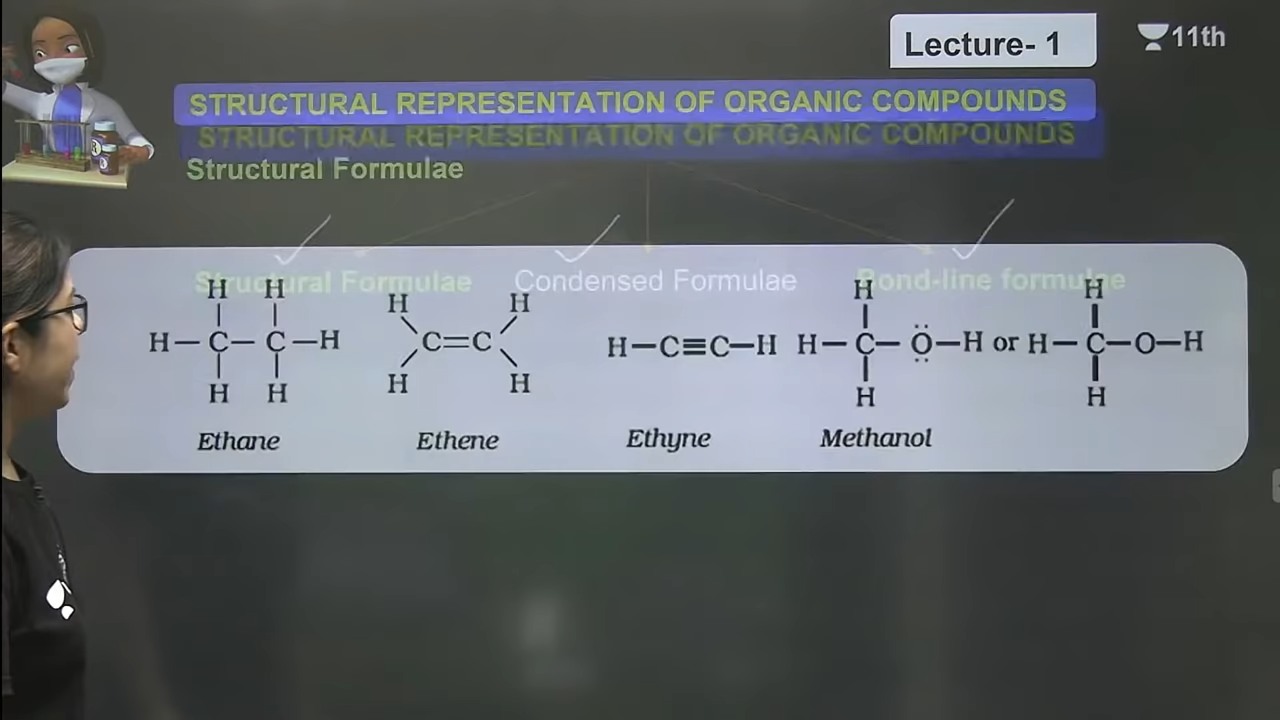 Lecture- 1
11th
STRUCTURAL REPRESENTATION OF ORGANIC COMPOUNDS
STRUCTURAL REPRESENTATION OF ORGANIC COMPOUNDS
Structural Formulae
Structural Formulae Condensed Formulae Bond-line formulae
H H H H H H
H—C—C—H C=C H—C≡C—H H—C—Ö—H or H—C—O—H
H H H H H H
Ethane Ethene Ethyne Methanol